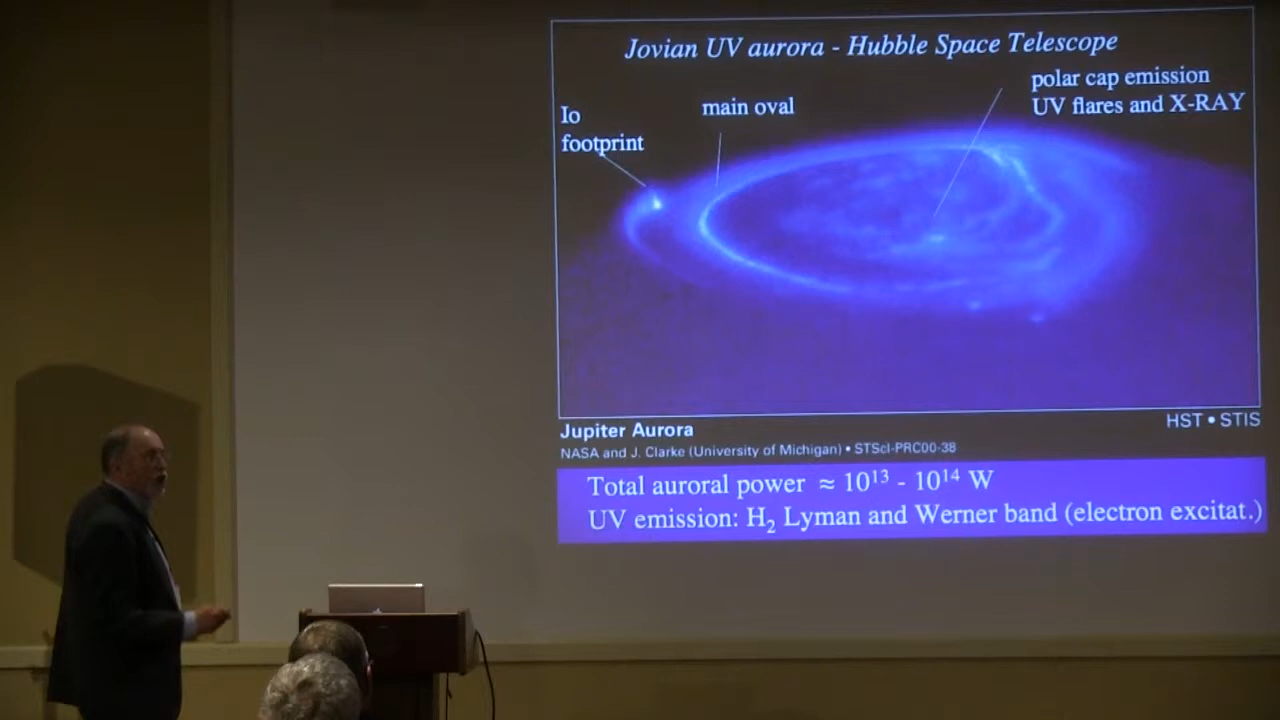 Jovian UV aurora - Hubble Space Telescope
polar cap emission
UV flares and X-RAY
main oval
Io
footprint
Jupiter Aurora
HST • STIS
NASA and J. Clarke (University of Michigan) • STScI-PRC00-38
Total auroral power ≈ 10¹³ - 10¹⁴ W
UV emission: H₂ Lyman and Werner band (electron excitat.)